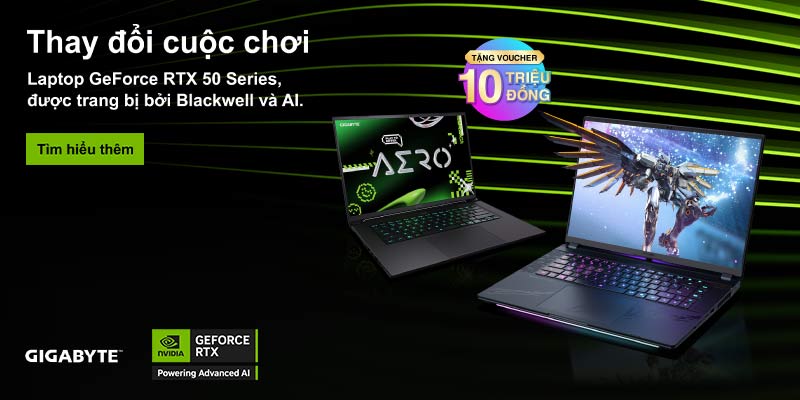 Thay đổi cuộc chơi
Laptop GeForce RTX 50 Series,
được trang bị bởi Blackwell và AI.
Tìm hiểu thêm
TẶNG VOUCHER
10 TRIỆU
ĐỒNG
GIGABYTE
AERO
GIGABYTE™
NVIDIA
GEFORCE
RTX
Powering Advanced AI